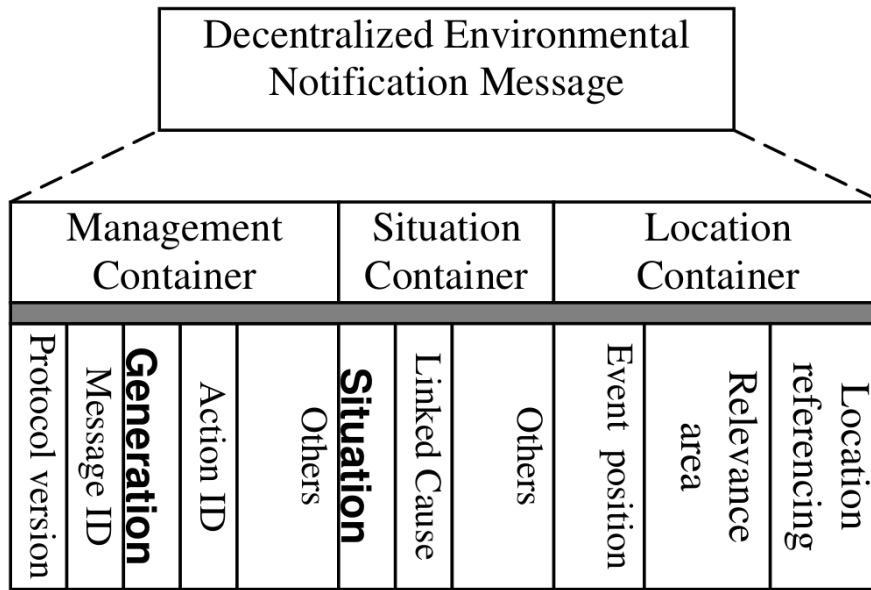 Decentralized Environmental
Notification Message
Management
Container
Situation
Container
Location
Container
Protocol version
Message ID
Generation
Action ID
Others
Situation
Linked Cause
Others
Event position
Relevance
area
Location
referencing